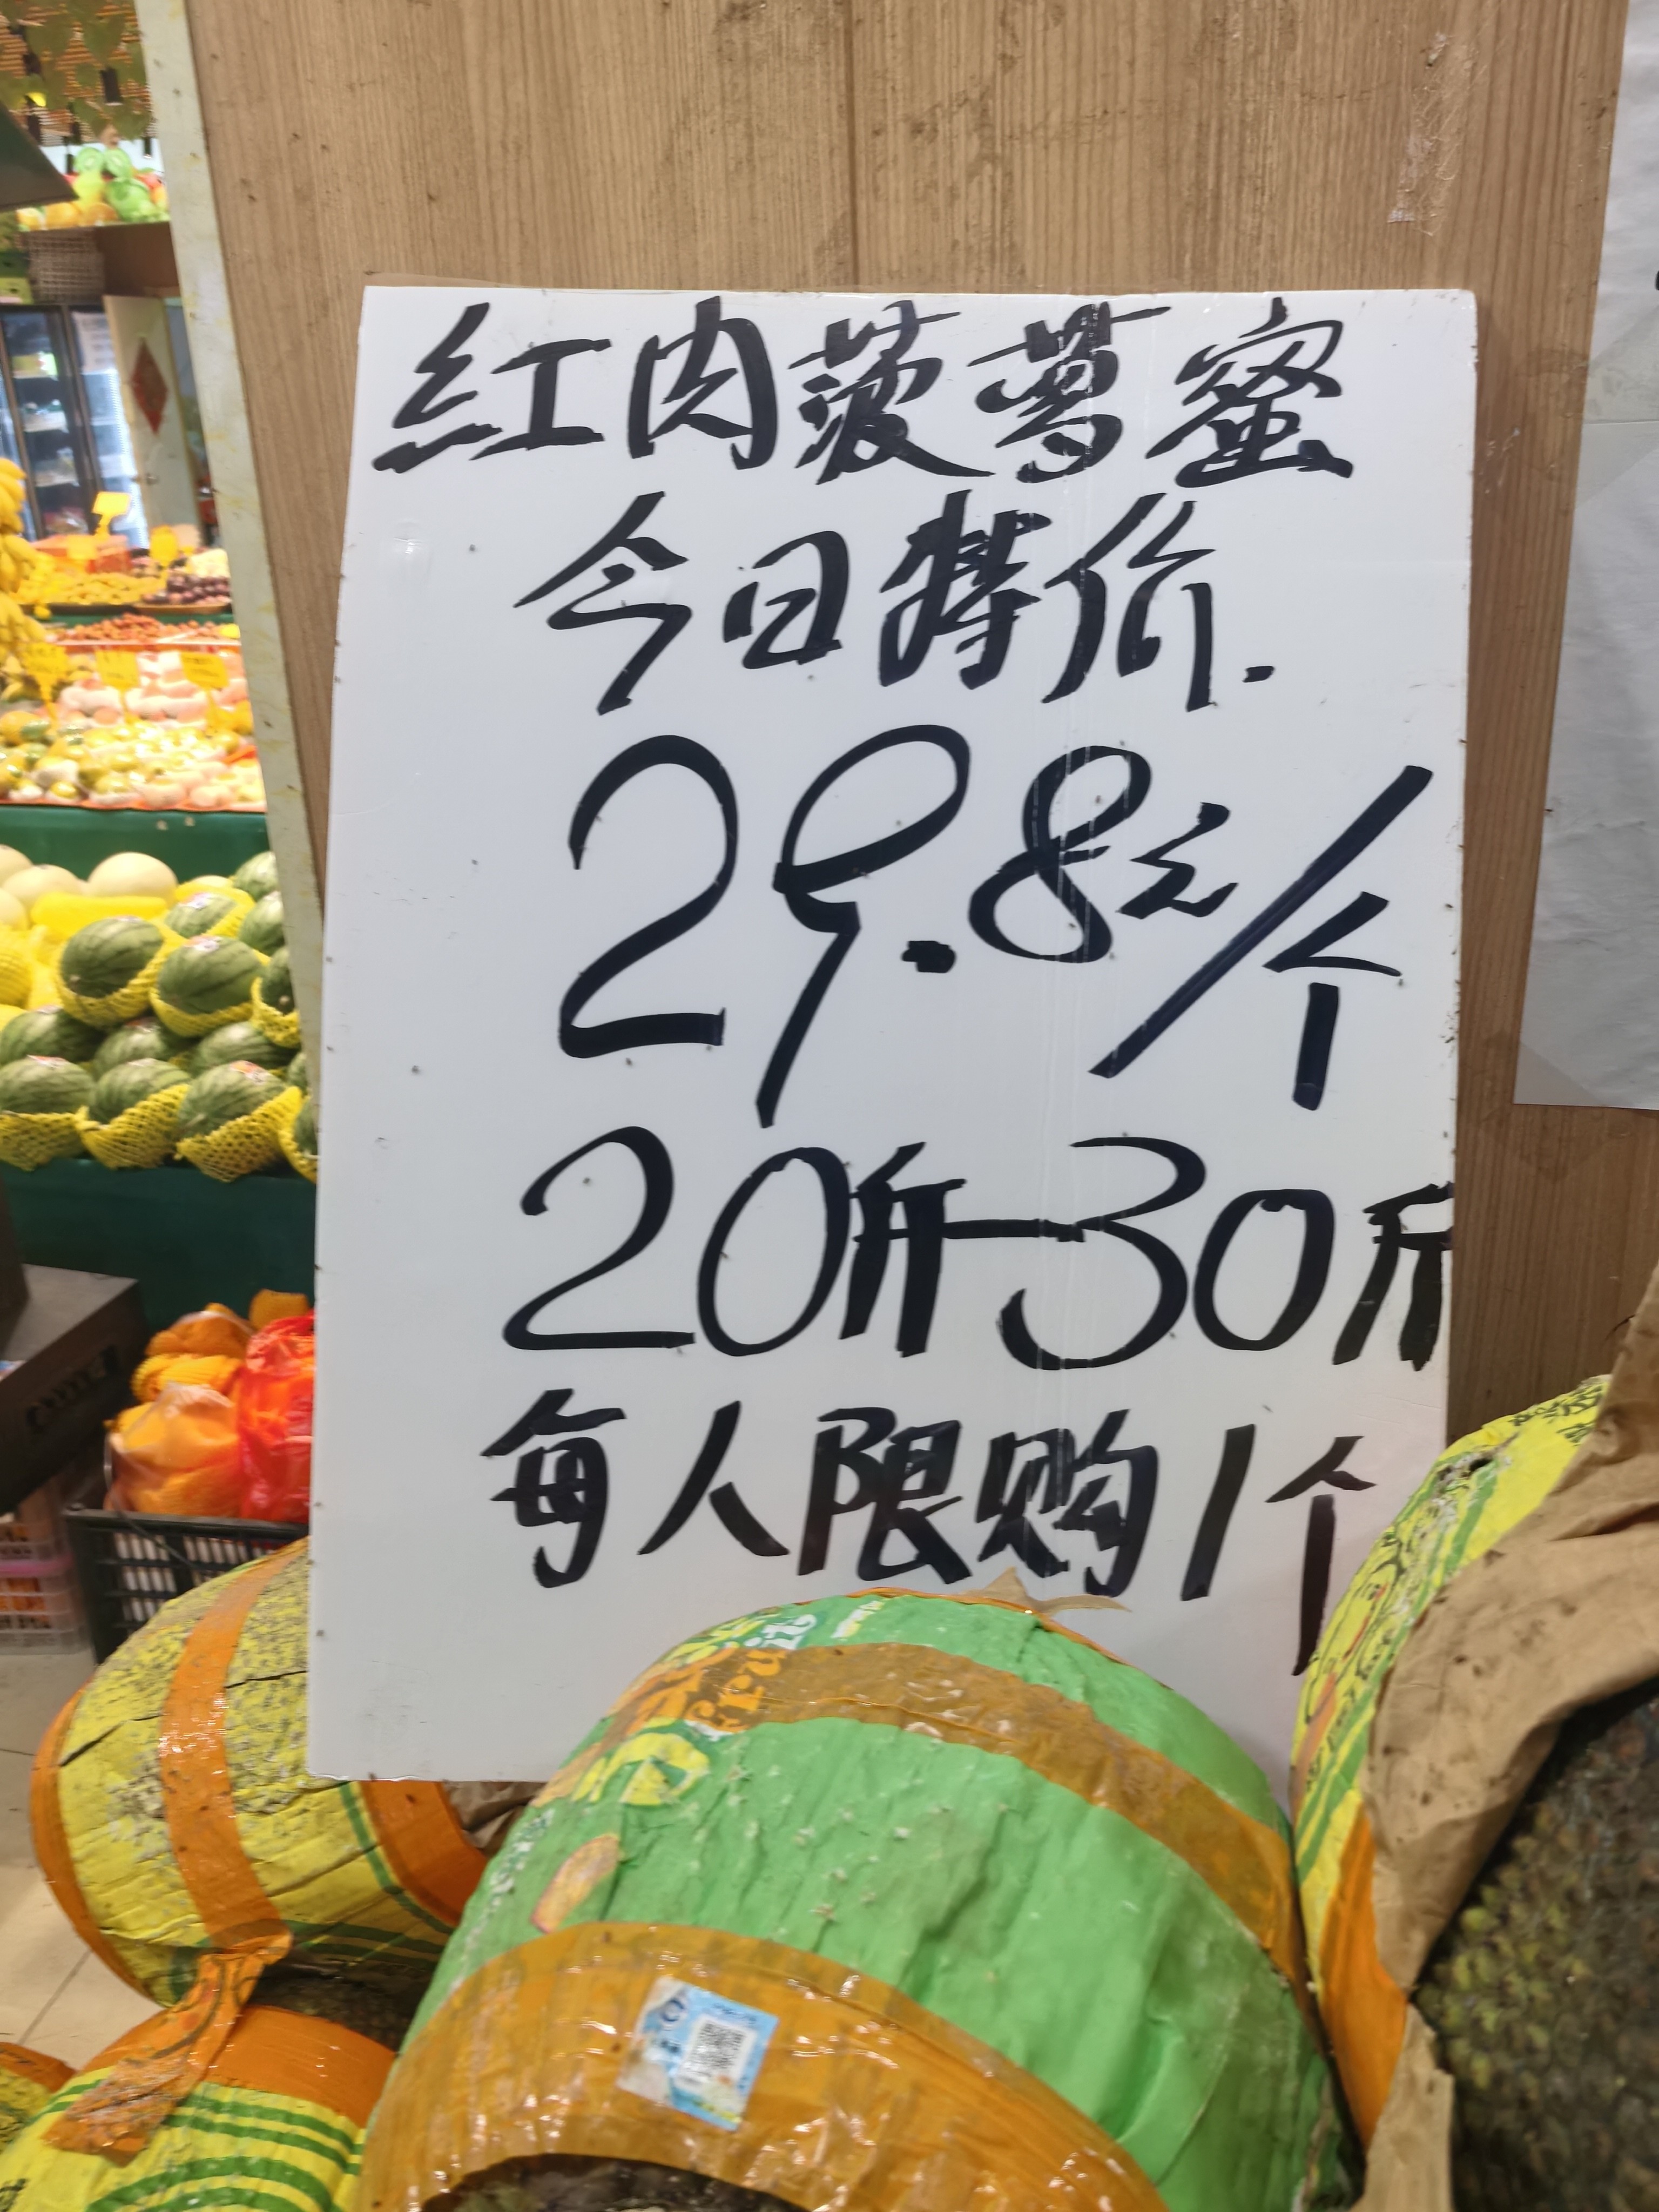 红肉菠萝蜜
今日特价.
29.8元/个
20斤-30斤
每人限购1个
fruit